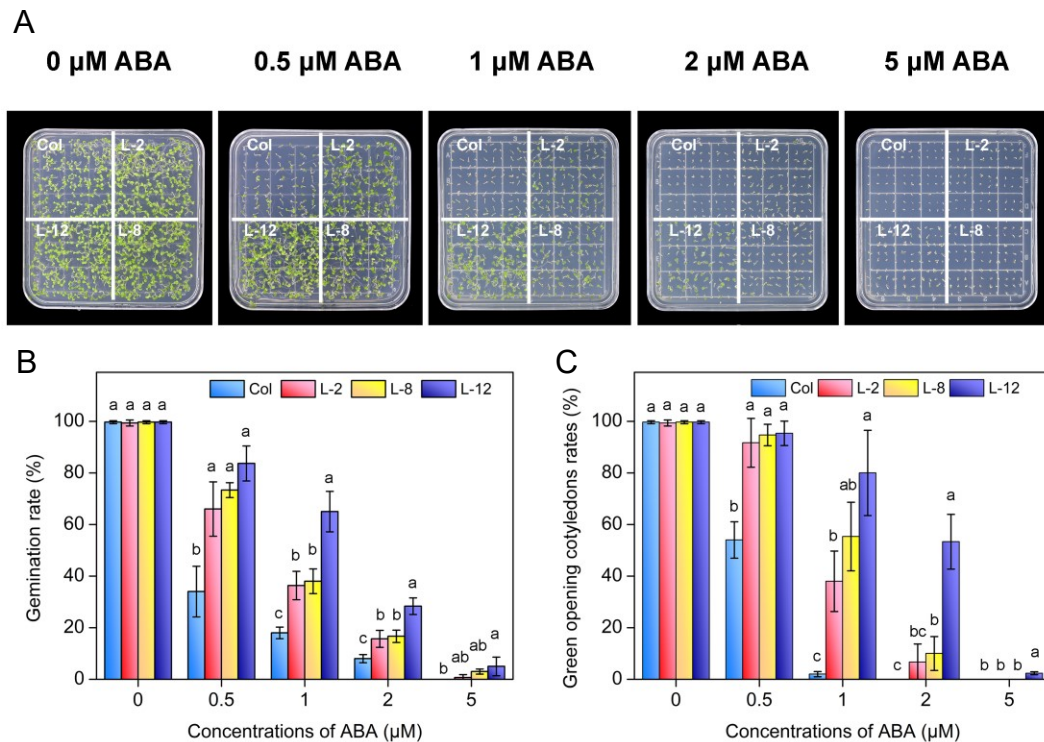 A
0 µM ABA 0.5 µM ABA 1 µM ABA 2 µM ABA 5 µM ABA
Col L-2 Col L-2 Col L-2 Col L-2 Col L-2
L-12 L-8 L-12 L-8 L-12 L-8 L-12 L-8 L-12 L-8
B
Col L-2 L-8 L-12
Gemination rate (%)
100
80
60
40
20
0
a a a a
b a a a
c b b a
c b b a
b ab ab a
0 0.5 1 2 5
Concentrations of ABA (µM)
C
Col L-2 L-8 L-12
Green opening cotyledons rates (%)
100
80
60
40
20
0
a a a a
b a a a
c b ab a
c bc b a
b b b a
0 0.5 1 2 5
Concentrations of ABA (µM)